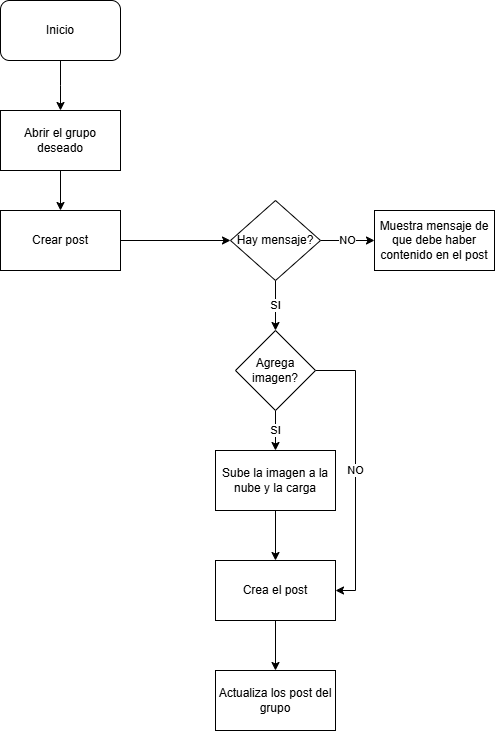 Inicio
Abrir el grupo
deseado
Crear post
Hay mensaje?
NO
Muestra mensaje de
que debe haber
contenido en el post
SI
Agrega
imagen?
SI
NO
Sube la imagen a la
nube y la carga
Crea el post
Actualiza los post del
grupo